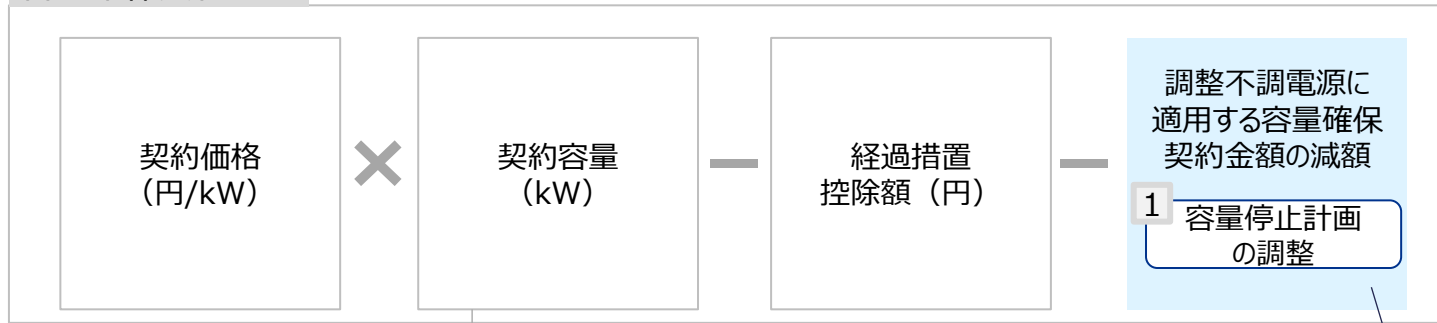 契約価格
（円/kW）
×
契約容量
（kW）
－
経過措置
控除額（円）
－
調整不調電源に
適用する容量確保
契約金額の減額
1
容量停止計画
の調整